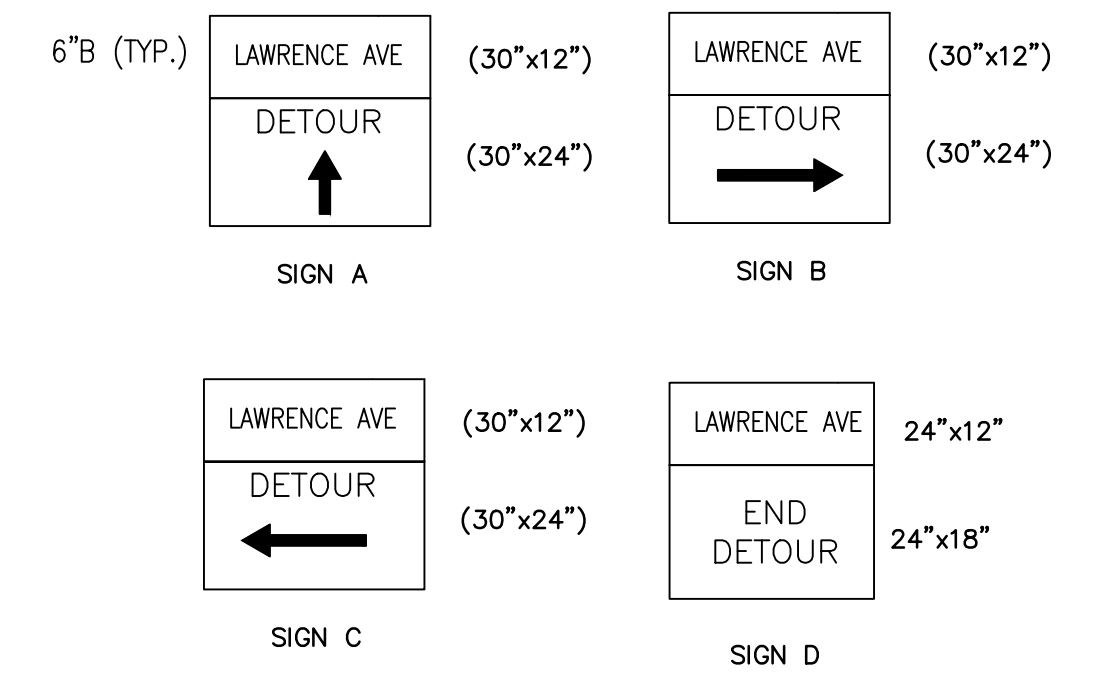 6”B (TYP.)
LAWRENCE AVE
(30”x12”)
DETOUR
(30”x24”)
SIGN A
LAWRENCE AVE
(30”x12”)
DETOUR
(30”x24”)
SIGN B
LAWRENCE AVE
(30”x12”)
DETOUR
(30”x24”)
SIGN C
LAWRENCE AVE
24”x12”
END
DETOUR
24”x18”
SIGN D